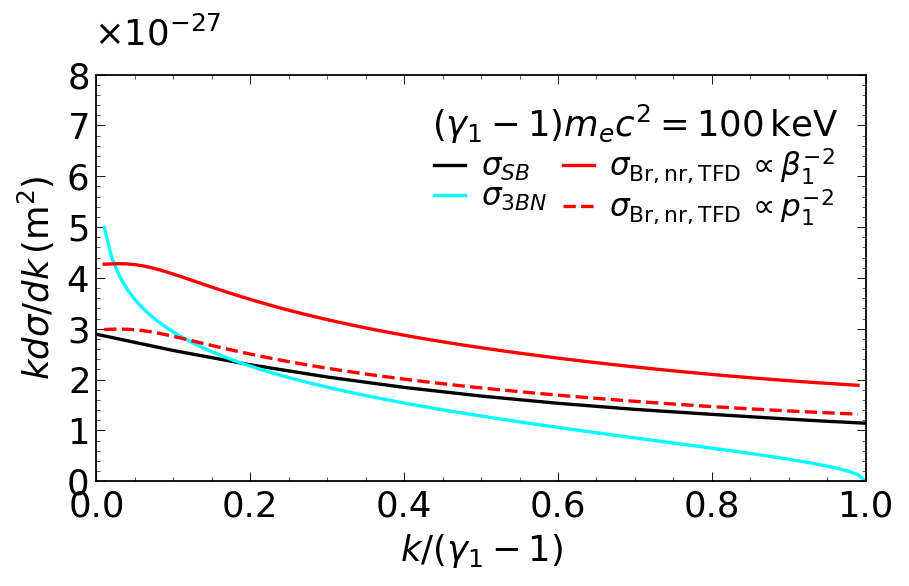 ×10⁻²⁷
kdσ/dk (m²)
8
7
6
5
4
3
2
1
0
(γ₁ − 1)mₑc² = 100 keV
σ_SB
σ_3BN
σ_Br,nr,TFD ∝ β₁⁻²
σ_Br,nr,TFD ∝ p₁⁻²
0.0 0.2 0.4 0.6 0.8 1.0
k/(γ₁ − 1)